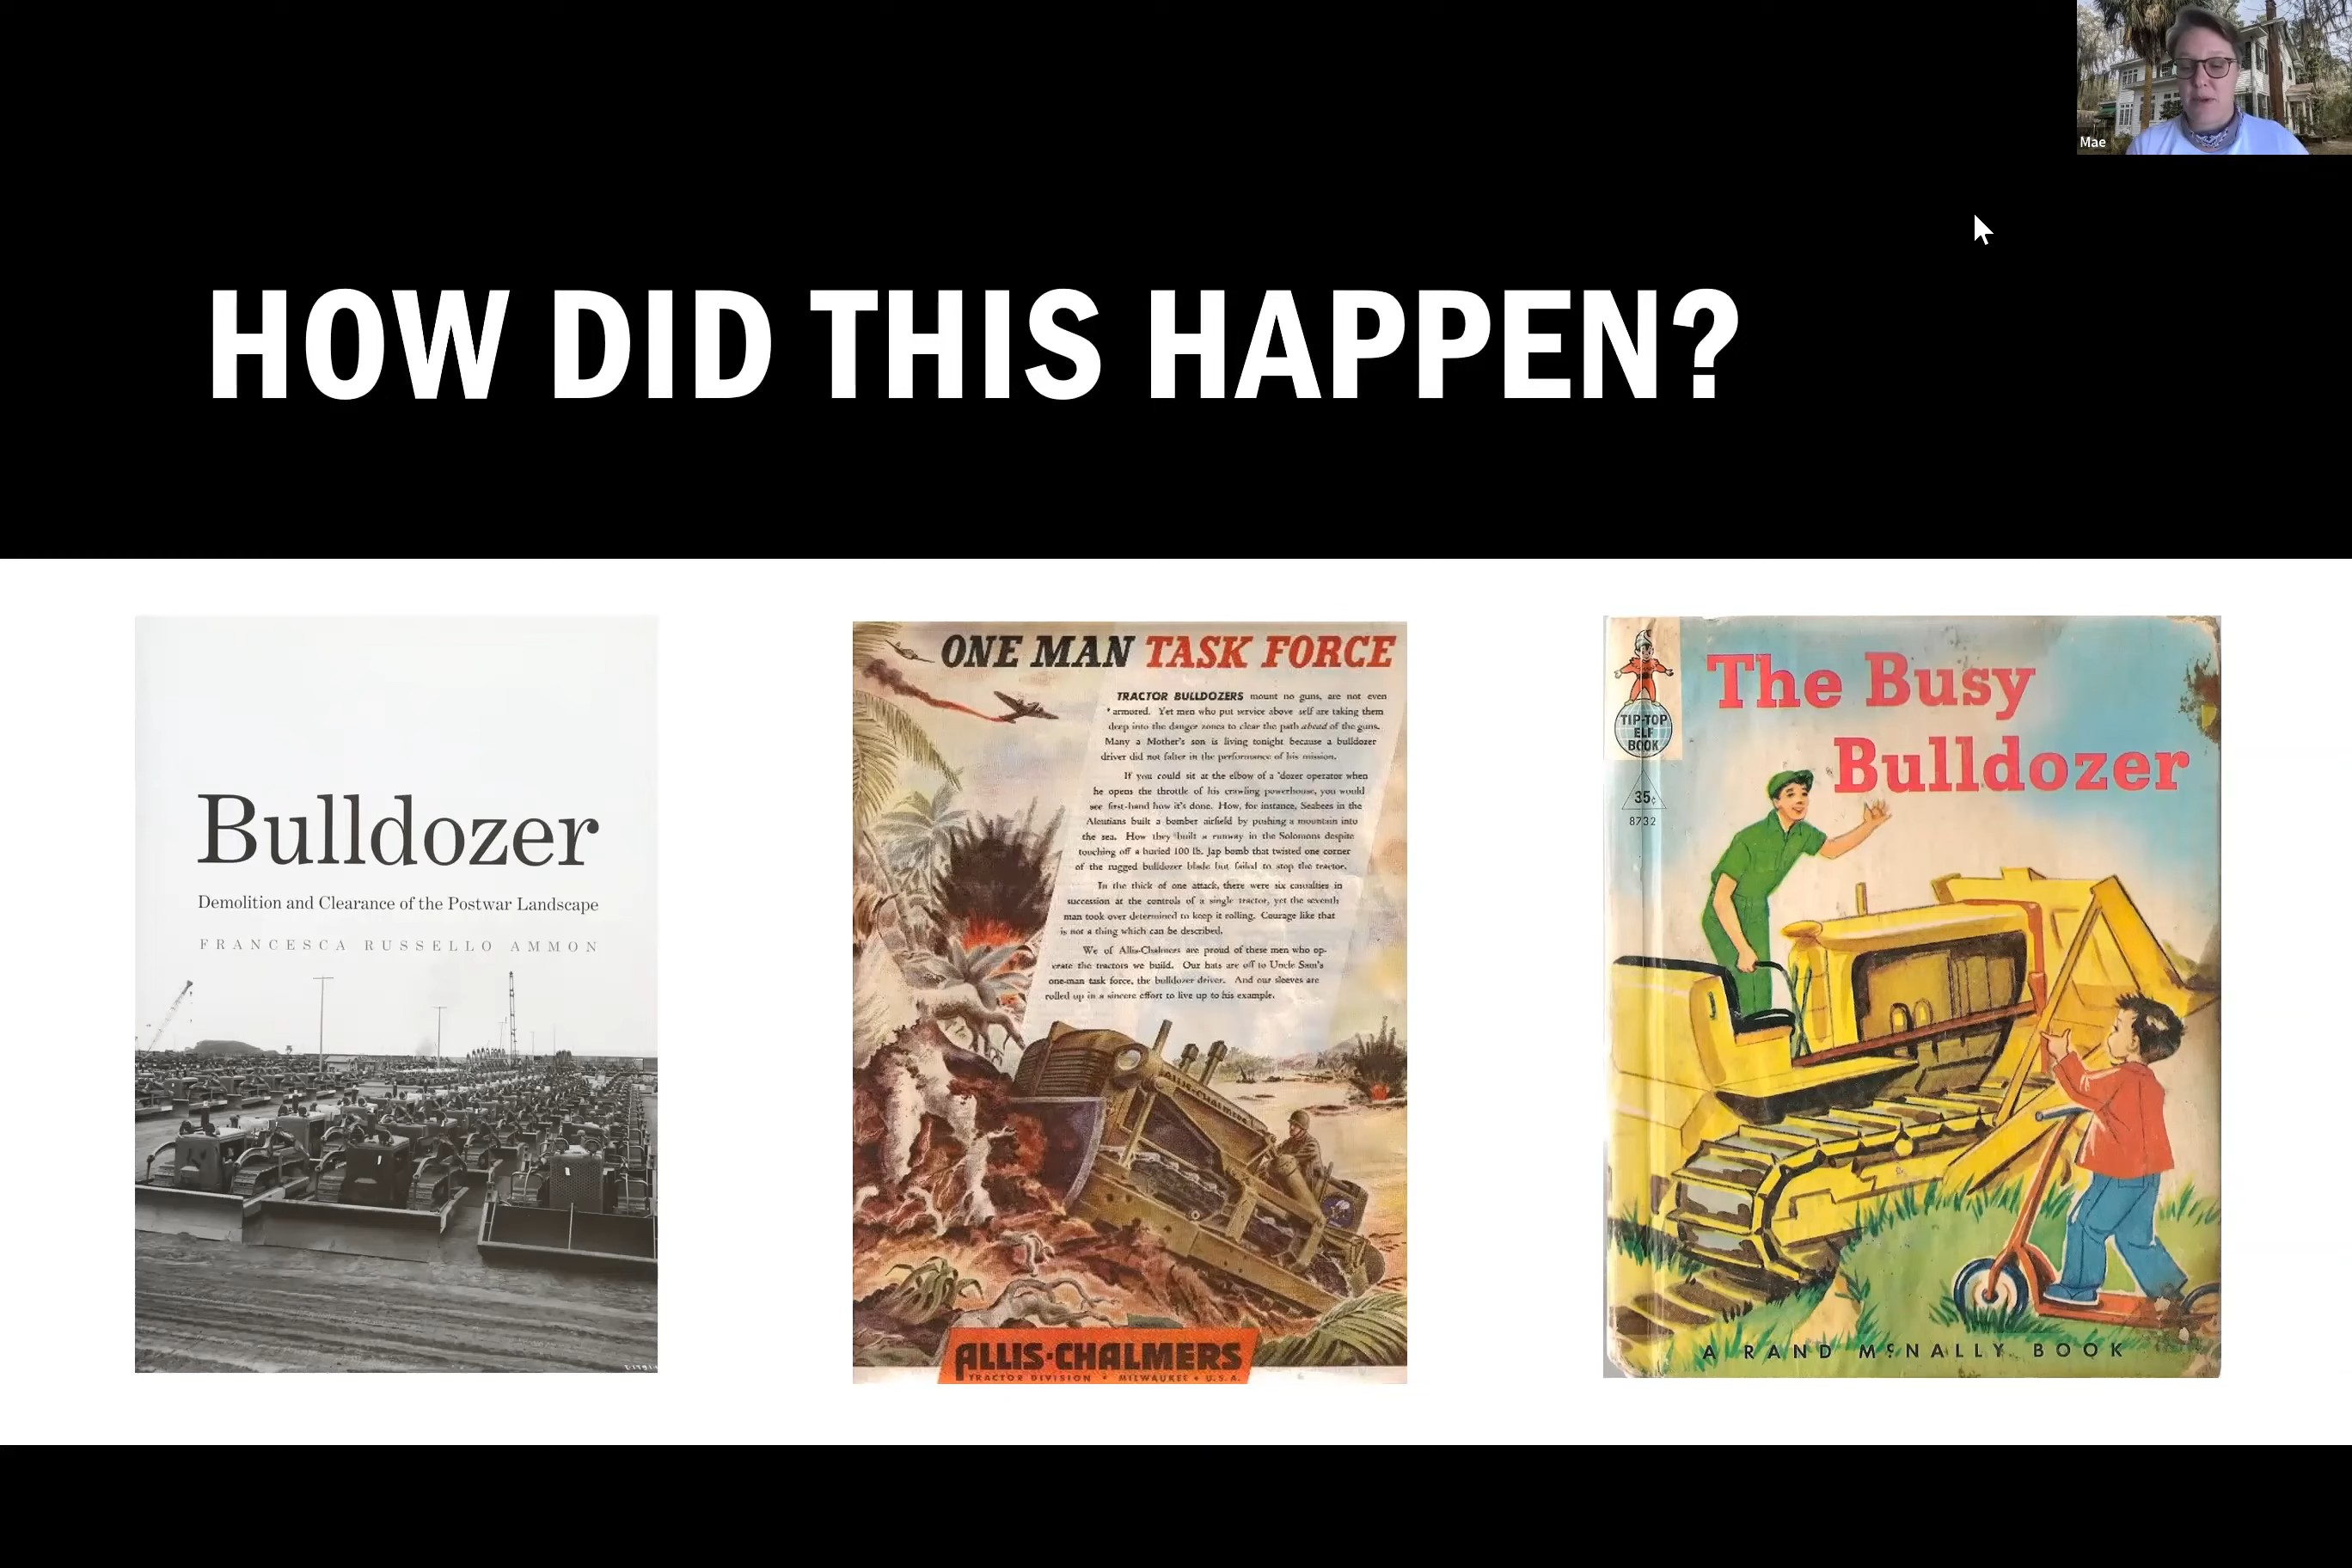 Mae
HOW DID THIS HAPPEN?
Bulldozer
Demolition and Clearance of the Postwar Landscape
FRANCESCA RUSSELLO AMMON
ONE MAN TASK FORCE
TRACTOR BULLDOZERS mount no guns, are not even
armored. Yet men who put service above self are taking them
deep into the danger zones to clear the path ahead of the guns.
Many a Mother's son is living tonight because a bulldozer
driver did not falter in the performance of his mission.
If you could sit at the elbow of a 'dozer operator when
he opens the throttle of his crawling powerhouse, you would
see first-hand how it's done. How, for instance, Seabees in the
Aleutians built a bomber airfield by pushing a mountain into
the sea. How they built a runway in the Solomons despite
touching off a buried 100 lb. Jap bomb that twisted one corner
of the rugged bulldozer blade but failed to stop the tractor.
In the thick of one attack, there were six casualties in
succession at the controls of a single tractor, yet the seventh
man took over determined to keep it rolling. Courage like that
is not a thing which can be described.
We of Allis-Chalmers are proud of these men who op-
erate the tractors we build. Our hats are off to Uncle Sam's
one-man task force, the bulldozer driver. And our sleeves are
rolled up in a sincere effort to live up to his example.
ALLIS-CHALMERS
ALLIS·CHALMERS
TRACTOR DIVISION • MILWAUKEE • U.S.A.
TIP-TOP
ELF
BOOK
35¢
8732
The Busy
Bulldozer
A RAND McNALLY BOOK